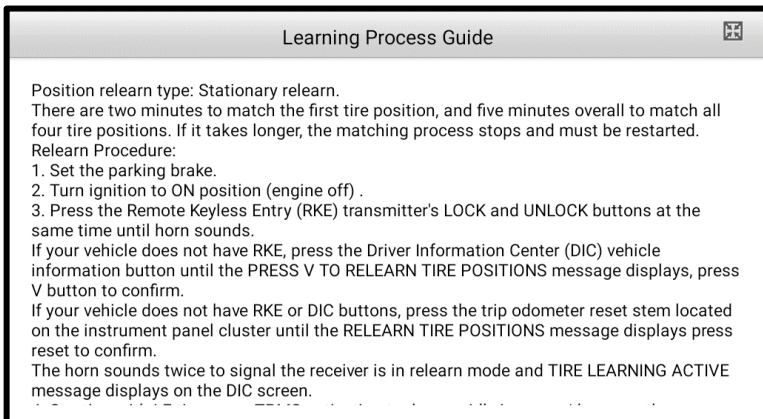 Learning Process Guide
Position relearn type: Stationary relearn.
There are two minutes to match the first tire position, and five minutes overall to match all
four tire positions. If it takes longer, the matching process stops and must be restarted.
Relearn Procedure:
1. Set the parking brake.
2. Turn ignition to ON position (engine off) .
3. Press the Remote Keyless Entry (RKE) transmitter's LOCK and UNLOCK buttons at the
same time until horn sounds.
If your vehicle does not have RKE, press the Driver Information Center (DIC) vehicle
information button until the PRESS V TO RELEARN TIRE POSITIONS message displays, press
V button to confirm.
If your vehicle does not have RKE or DIC buttons, press the trip odometer reset stem located
on the instrument panel cluster until the RELEARN TIRE POSITIONS message displays press
reset to confirm.
The horn sounds twice to signal the receiver is in relearn mode and TIRE LEARNING ACTIVE
message displays on the DIC screen.